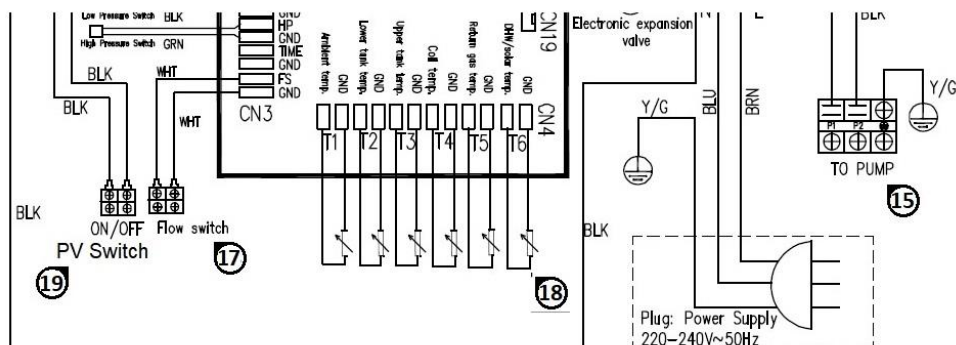 Low Pressure Switch BLK
GND
HP
High Pressure Switch GRN
GND
TIME
GND
FS
GND
CN3
BLK
WHT
BLK
WHT
BLK
ON/OFF
PV Switch
Flow switch
19
17
Ambient temp.
GND
Lower tank temp.
GND
Upper tank temp.
GND
Coil temp.
GND
Return gas temp.
GND
DHW/solar temp.
GND
CN19
CN4
T1
T2
T3
T4
T5
T6
18
Electronic expansion
valve
N
L
Y/G
BLU
BRN
BLK
BLK
Y/G
P1
P2
TO PUMP
15
Plug: Power Supply
220-240V~50Hz